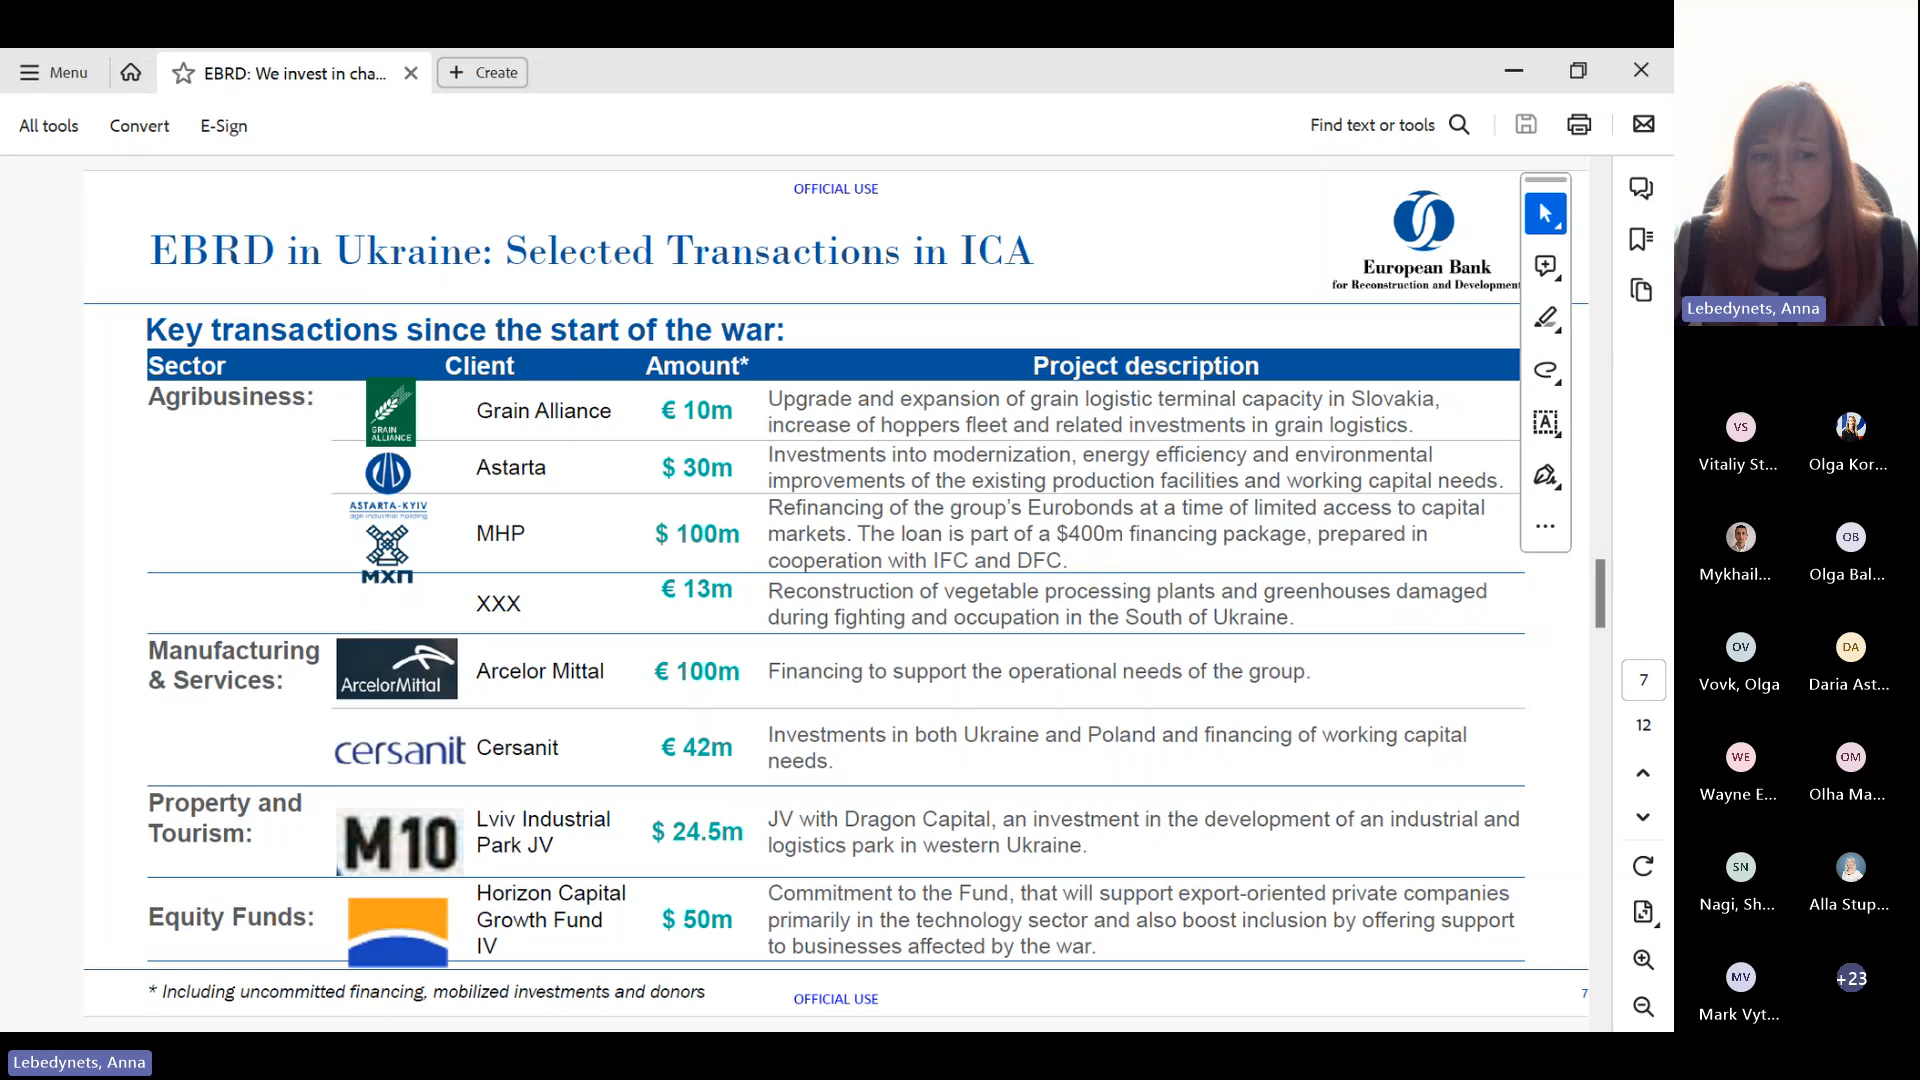 Menu
EBRD: We invest in cha...
Create
All tools
Convert
E-Sign
Find text or tools
OFFICIAL USE
EBRD in Ukraine: Selected Transactions in ICA
European Bank
for Reconstruction and Development
Key transactions since the start of the war:
Sector Client Amount* Project description
Agribusiness:
GRAIN
ALLIANCE
Grain Alliance
€ 10m
Upgrade and expansion of grain logistic terminal capacity in Slovakia,
increase of hoppers fleet and related investments in grain logistics.
ASTARTA-KYIV
agro industrial holding
Astarta
$ 30m
Investments into modernization, energy efficiency and environmental
improvements of the existing production facilities and working capital needs.
МХП
MHP
$ 100m
Refinancing of the group's Eurobonds at a time of limited access to capital
markets. The loan is part of a $400m financing package, prepared in
cooperation with IFC and DFC.
XXX
€ 13m
Reconstruction of vegetable processing plants and greenhouses damaged
during fighting and occupation in the South of Ukraine.
Manufacturing
& Services:
ArcelorMittal
Arcelor Mittal
€ 100m
Financing to support the operational needs of the group.
cersanit
Cersanit
€ 42m
Investments in both Ukraine and Poland and financing of working capital
needs.
Property and
Tourism:
M10
Lviv Industrial
Park JV
$ 24.5m
JV with Dragon Capital, an investment in the development of an industrial and
logistics park in western Ukraine.
Equity Funds:
Horizon Capital
Growth Fund
IV
$ 50m
Commitment to the Fund, that will support export-oriented private companies
primarily in the technology sector and also boost inclusion by offering support
to businesses affected by the war.
* Including uncommitted financing, mobilized investments and donors
OFFICIAL USE
7
7
12
Lebedynets, Anna
VS
Vitaliy St...
Olga Kor...
Mykhail...
OB
Olga Bal...
OV
Vovk, Olga
DA
Daria Ast...
WE
Wayne E...
OM
Olha Ma...
SN
Nagi, Sh...
Alla Stup...
MV
Mark Vyt...
+23
Lebedynets, Anna